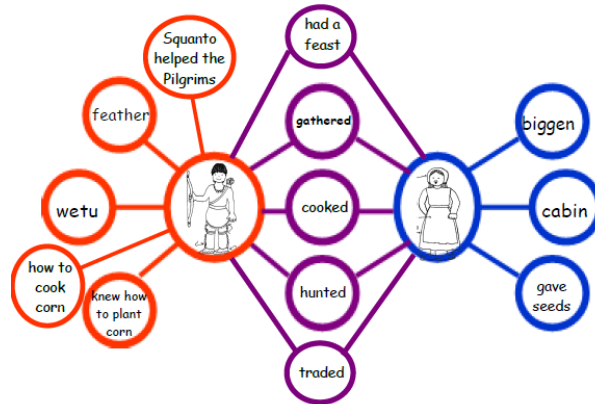 Squanto
helped the
Pilgrims
feather
wetu
how to
cook
corn
knew how
to plant
corn
had a
feast
gathered
cooked
hunted
traded
biggen
cabin
gave
seeds